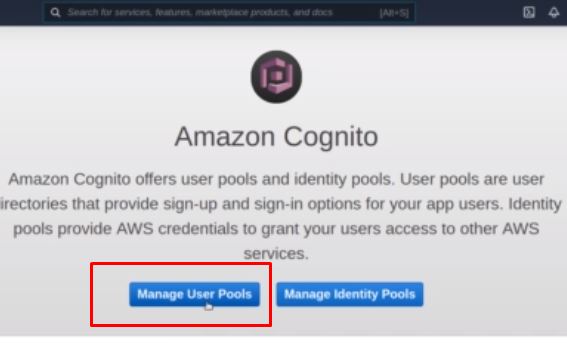 Search for services, features, marketplace products, and docs [Alt+S]
Amazon Cognito
Amazon Cognito offers user pools and identity pools. User pools are user
irectories that provide sign-up and sign-in options for your app users. Identity
pools provide AWS credentials to grant your users access to other AWS
services.
Manage User Pools Manage Identity Pools